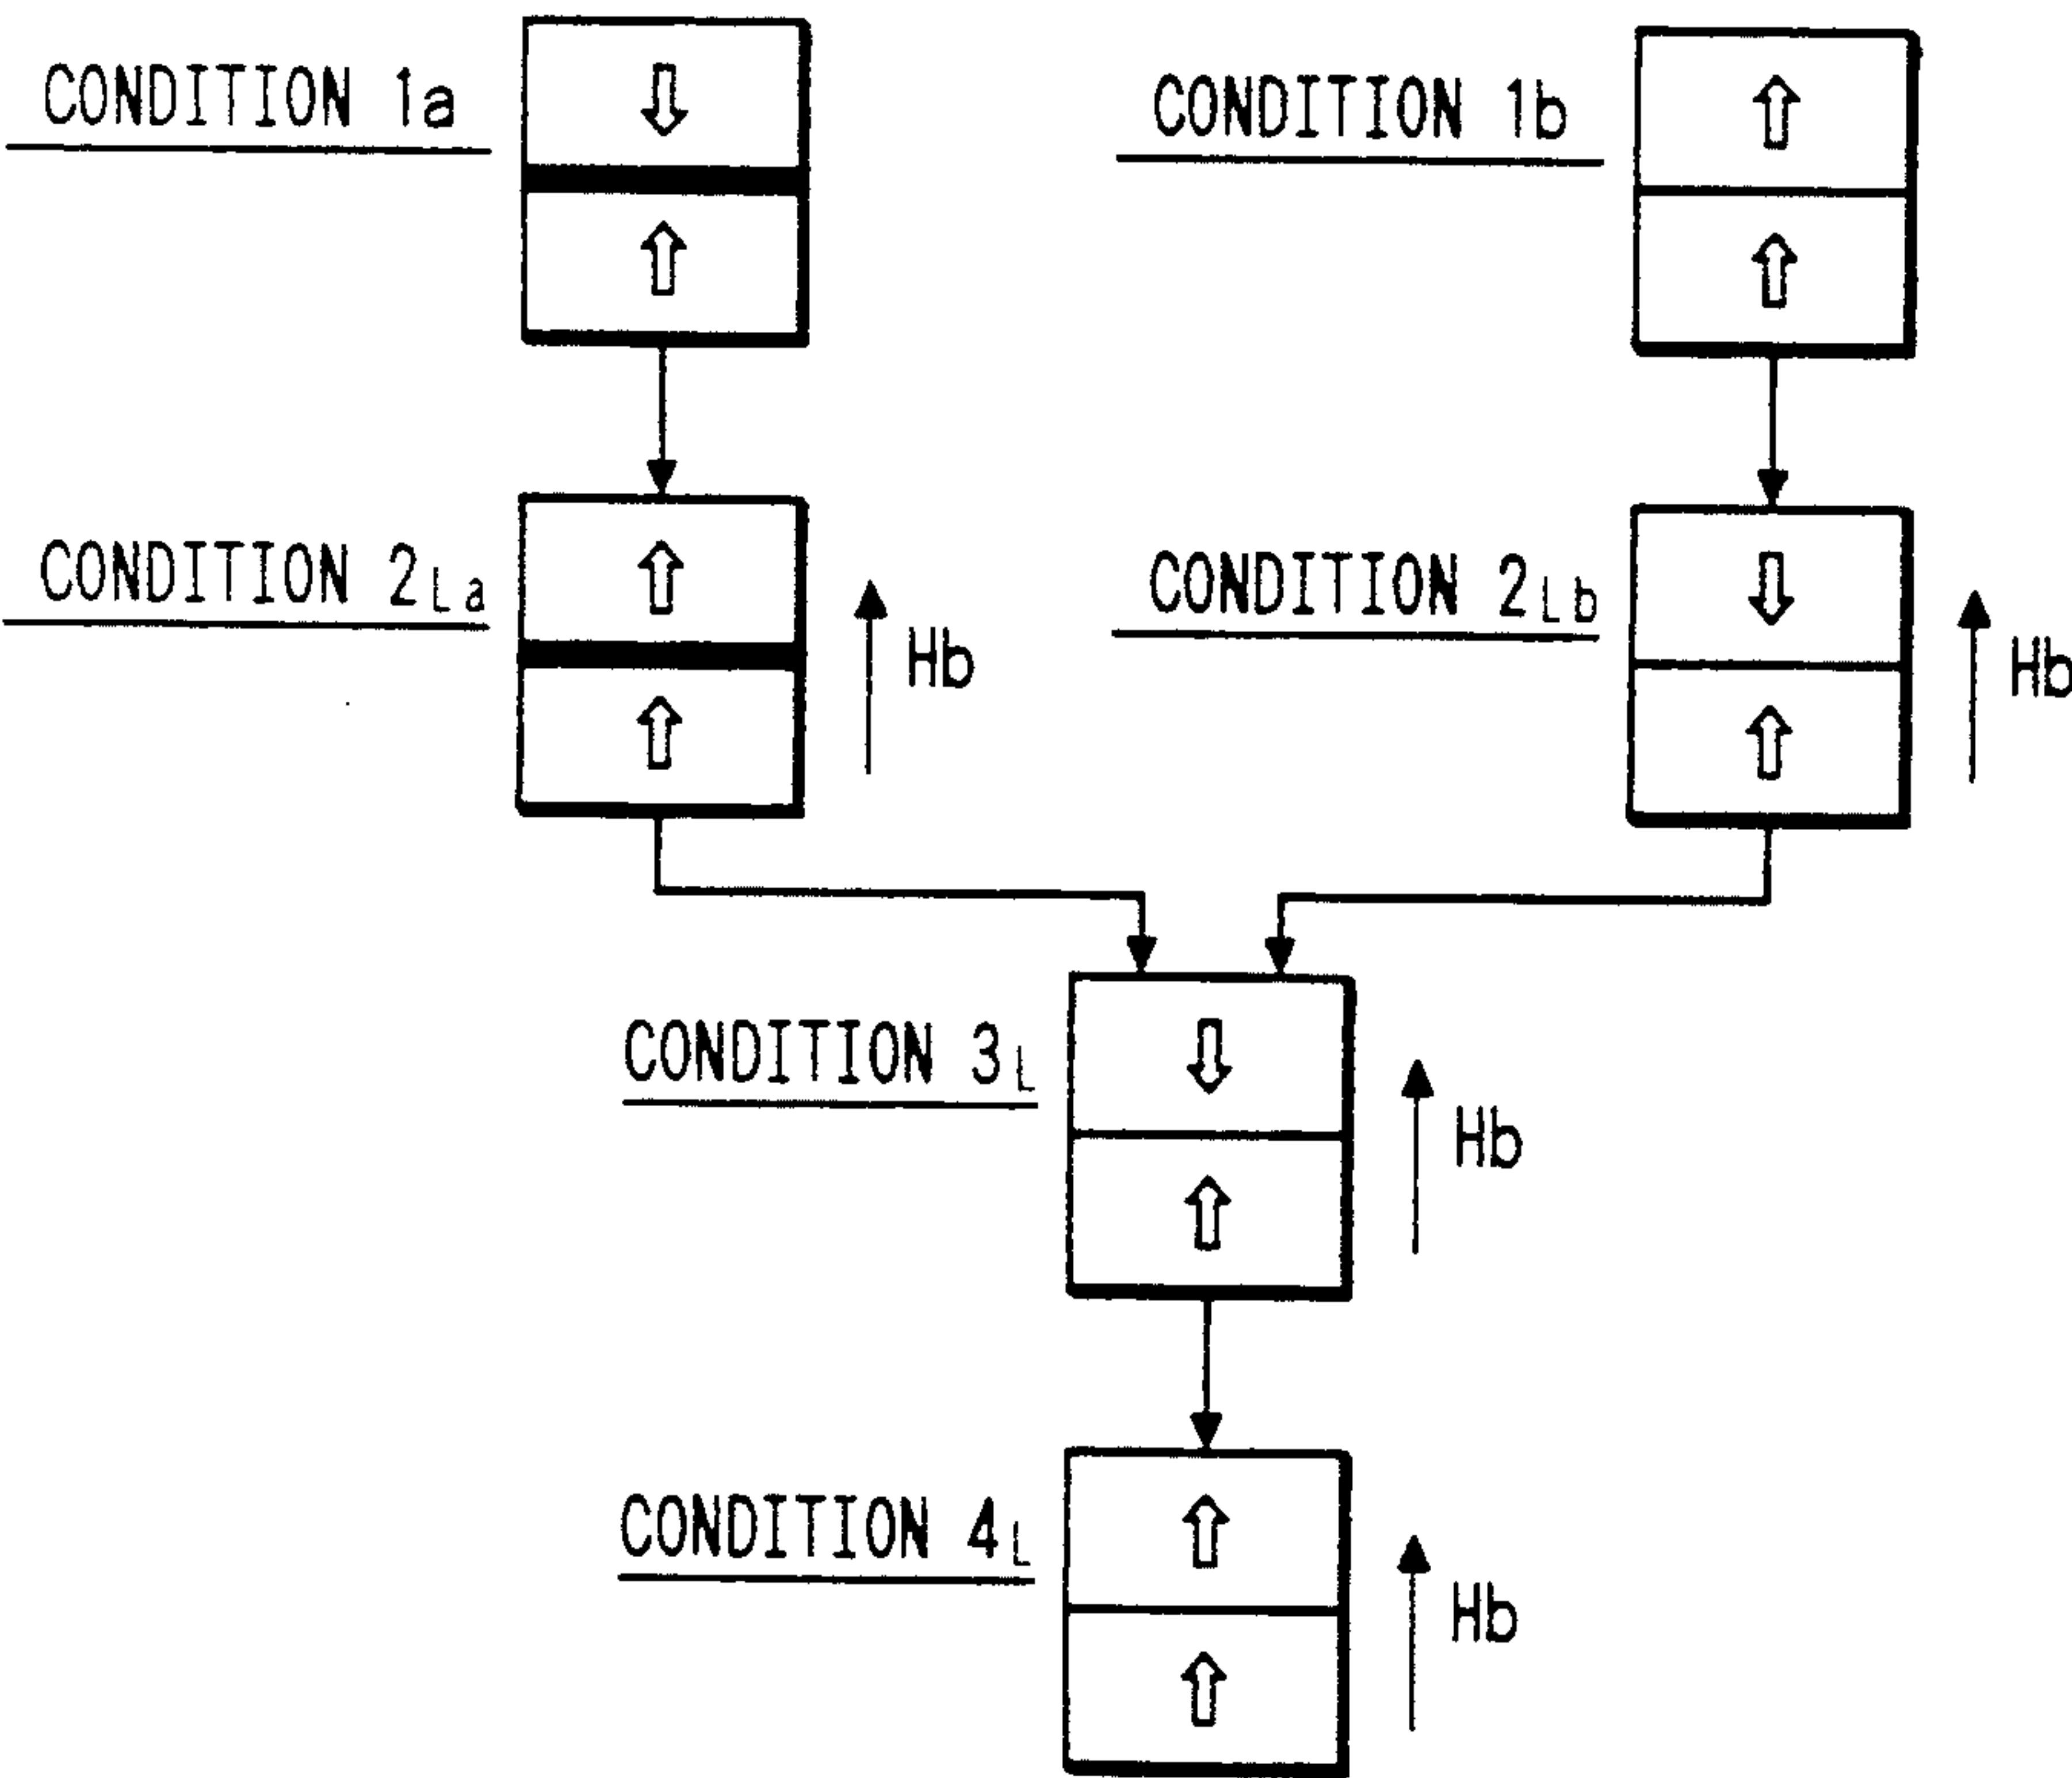 CONDITION 1a
CONDITION 1b
CONDITION 2La
Hb
CONDITION 2Lb
Hb
CONDITION 3L
Hb
CONDITION 4L
Hb